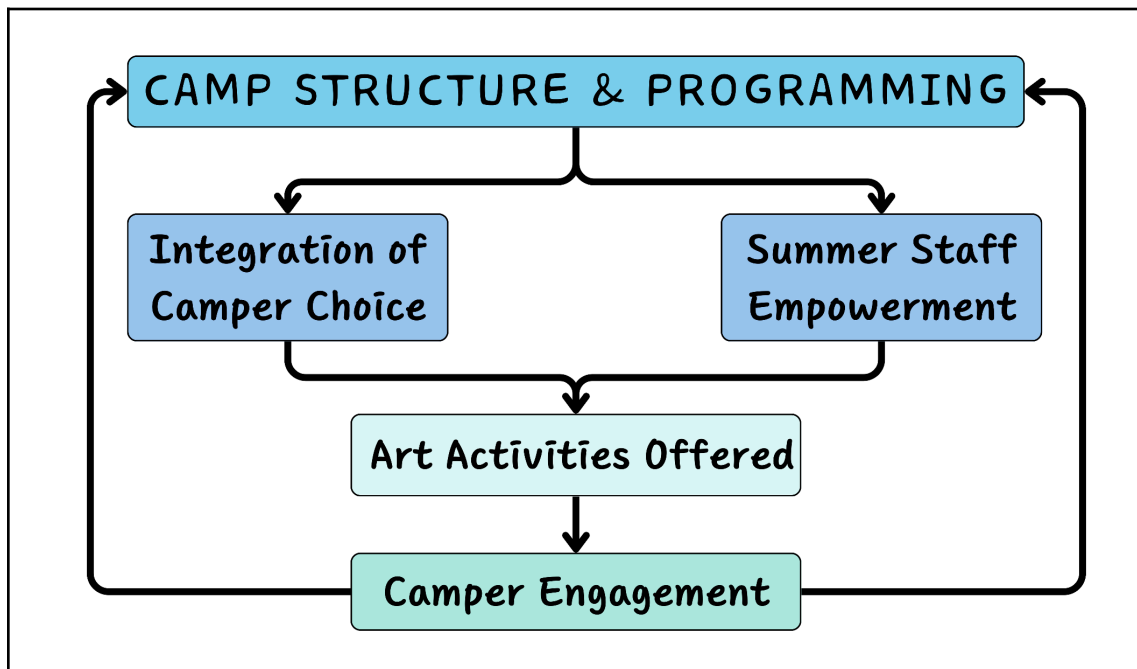 CAMP STRUCTURE & PROGRAMMING
Integration of
Camper Choice
Summer Staff
Empowerment
Art Activities Offered
Camper Engagement